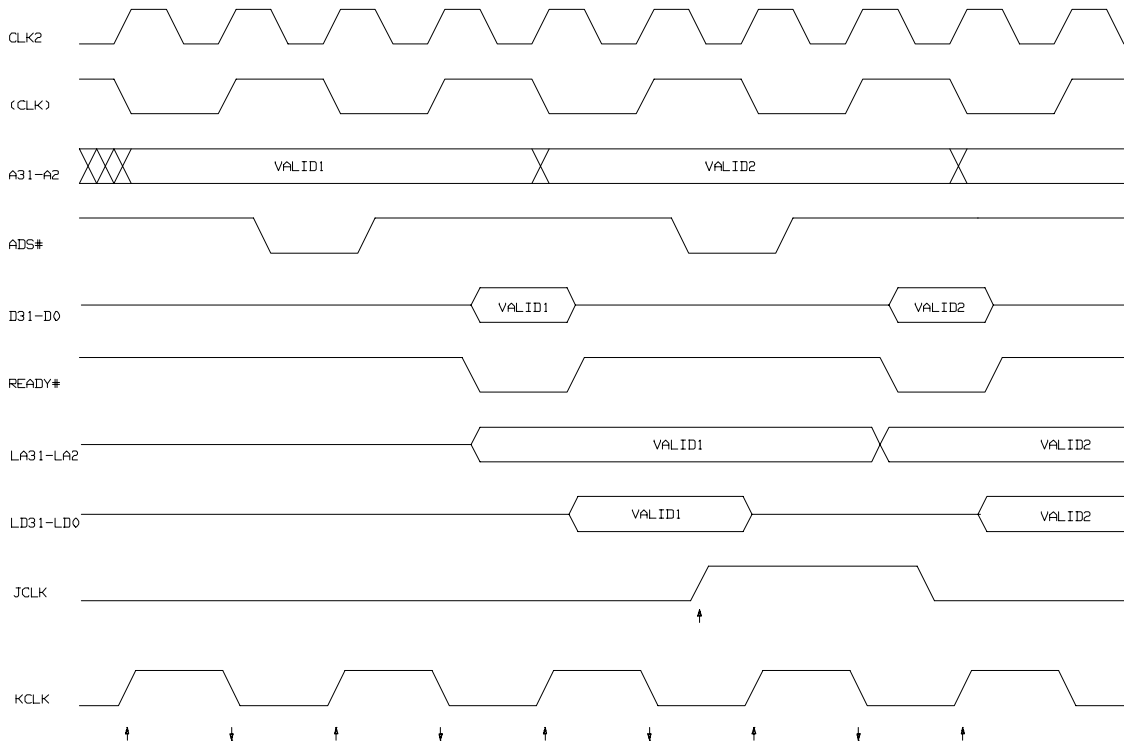 CLK2
(CLK)
A31-A2 VALID1 VALID2
ADS#
D31-D0 VALID1 VALID2
READY#
LA31-LA2 VALID1 VALID2
LD31-LD0 VALID1 VALID2
JCLK
KCLK